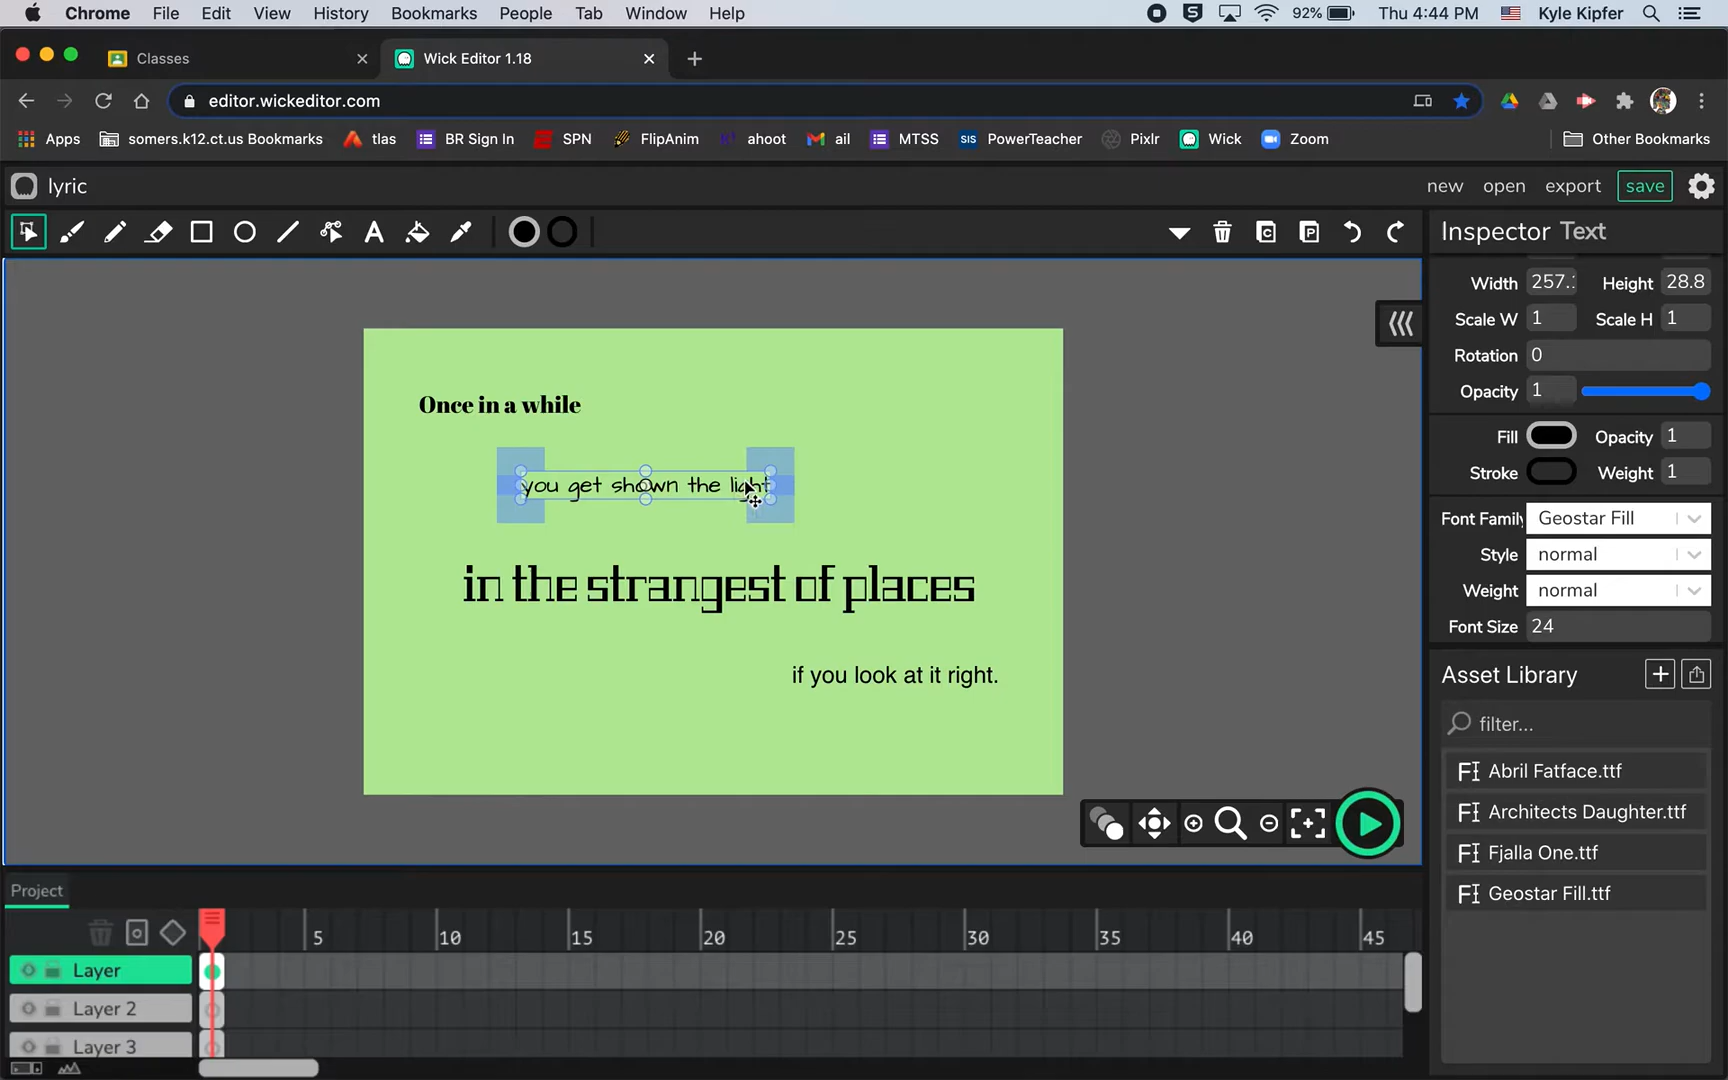 Chrome File Edit View History Bookmarks People Tab Window Help 92% Thu 4:44 PM Kyle Kipfer
Classes Wick Editor 1.18
editor.wickeditor.com
Apps somers.k12.ct.us Bookmarks tlas BR Sign In SPN FlipAnim ahoot ail MTSS SIS PowerTeacher Pixlr Wick Zoom Other Bookmarks
lyric new open export save
Inspector Text
Width 257.: Height 28.8
Scale W 1 Scale H 1
Rotation 0
Opacity 1
Fill Opacity 1
Stroke Weight 1
Font Family Geostar Fill
Style normal
Weight normal
Font Size 24
Once in a while
you get shown the light
in the strangest of places
if you look at it right.
Asset Library
filter...
Abril Fatface.ttf
Architects Daughter.ttf
Fjalla One.ttf
Geostar Fill.ttf
Project
5 10 15 20 25 30 35 40 45
Layer
Layer 2
Layer 3